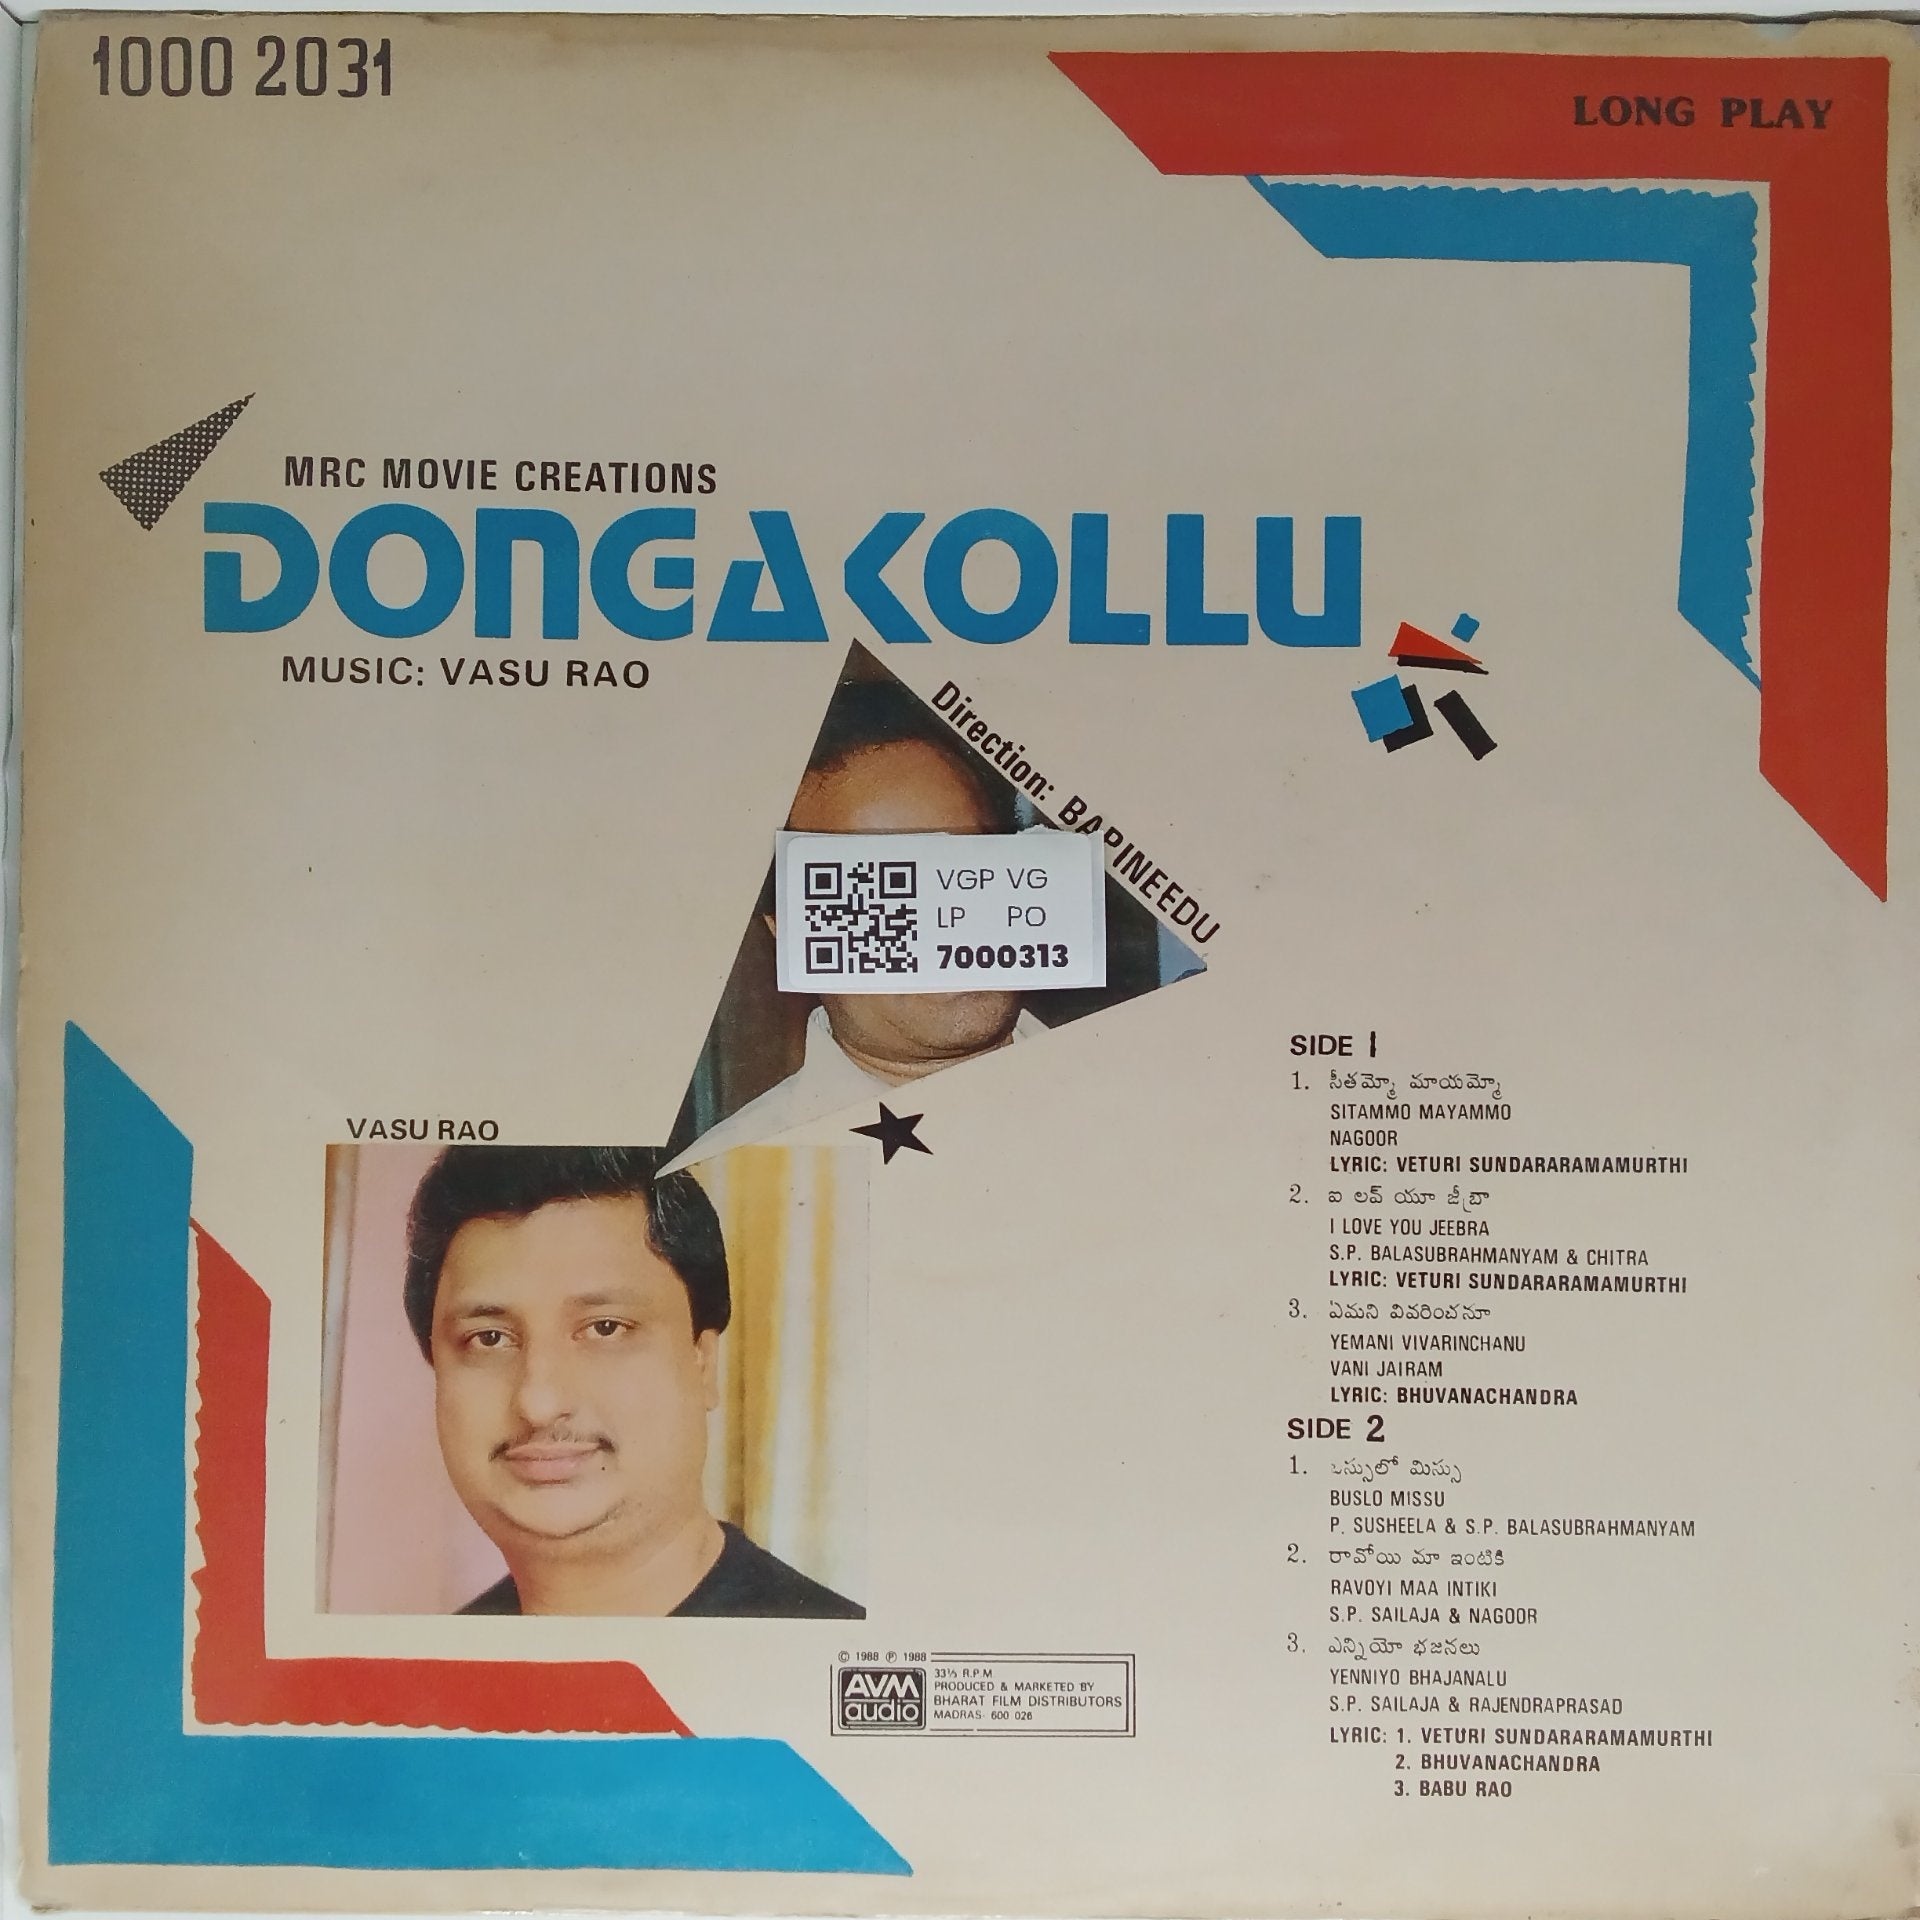 1000 2031
LONG PLAY
MRC MOVIE CREATIONS
DONGAKOLLU
MUSIC: VASU RAO
Direction: BAPINEEDU
VGP VG
LP PO
7000313
VASU RAO
SIDE 1
1. సీతమ్మో మాయమ్మో
SITAMMO MAYAMMO
NAGOOR
LYRIC: VETURI SUNDARARAMAMURTHI
2. ఐ లవ్ యూ జీబ్రా
I LOVE YOU JEEBRA
S.P. BALASUBRAHMANYAM & CHITRA
LYRIC: VETURI SUNDARARAMAMURTHI
3. ఏమని వివరించనూ
YEMANI VIVARINCHANU
VANI JAIRAM
LYRIC: BHUVANACHANDRA
SIDE 2
1. బస్సులో మిస్సు
BUSLO MISSU
P. SUSHEELA & S.P. BALASUBRAHMANYAM
2. రావోయి మా ఇంటికి
RAVOYI MAA INTIKI
S.P. SAILAJA & NAGOOR
3. ఎన్నియో భజనలు
YENNIYO BHAJANALU
S.P. SAILAJA & RAJENDRAPRASAD
LYRIC: 1. VETURI SUNDARARAMAMURTHI
2. BHUVANACHANDRA
3. BABU RAO
© 1988 ℗ 1988
AVM
audio
33⅓ R.P.M
PRODUCED & MARKETED BY
BHARAT FILM DISTRIBUTORS
MADRAS- 600 026